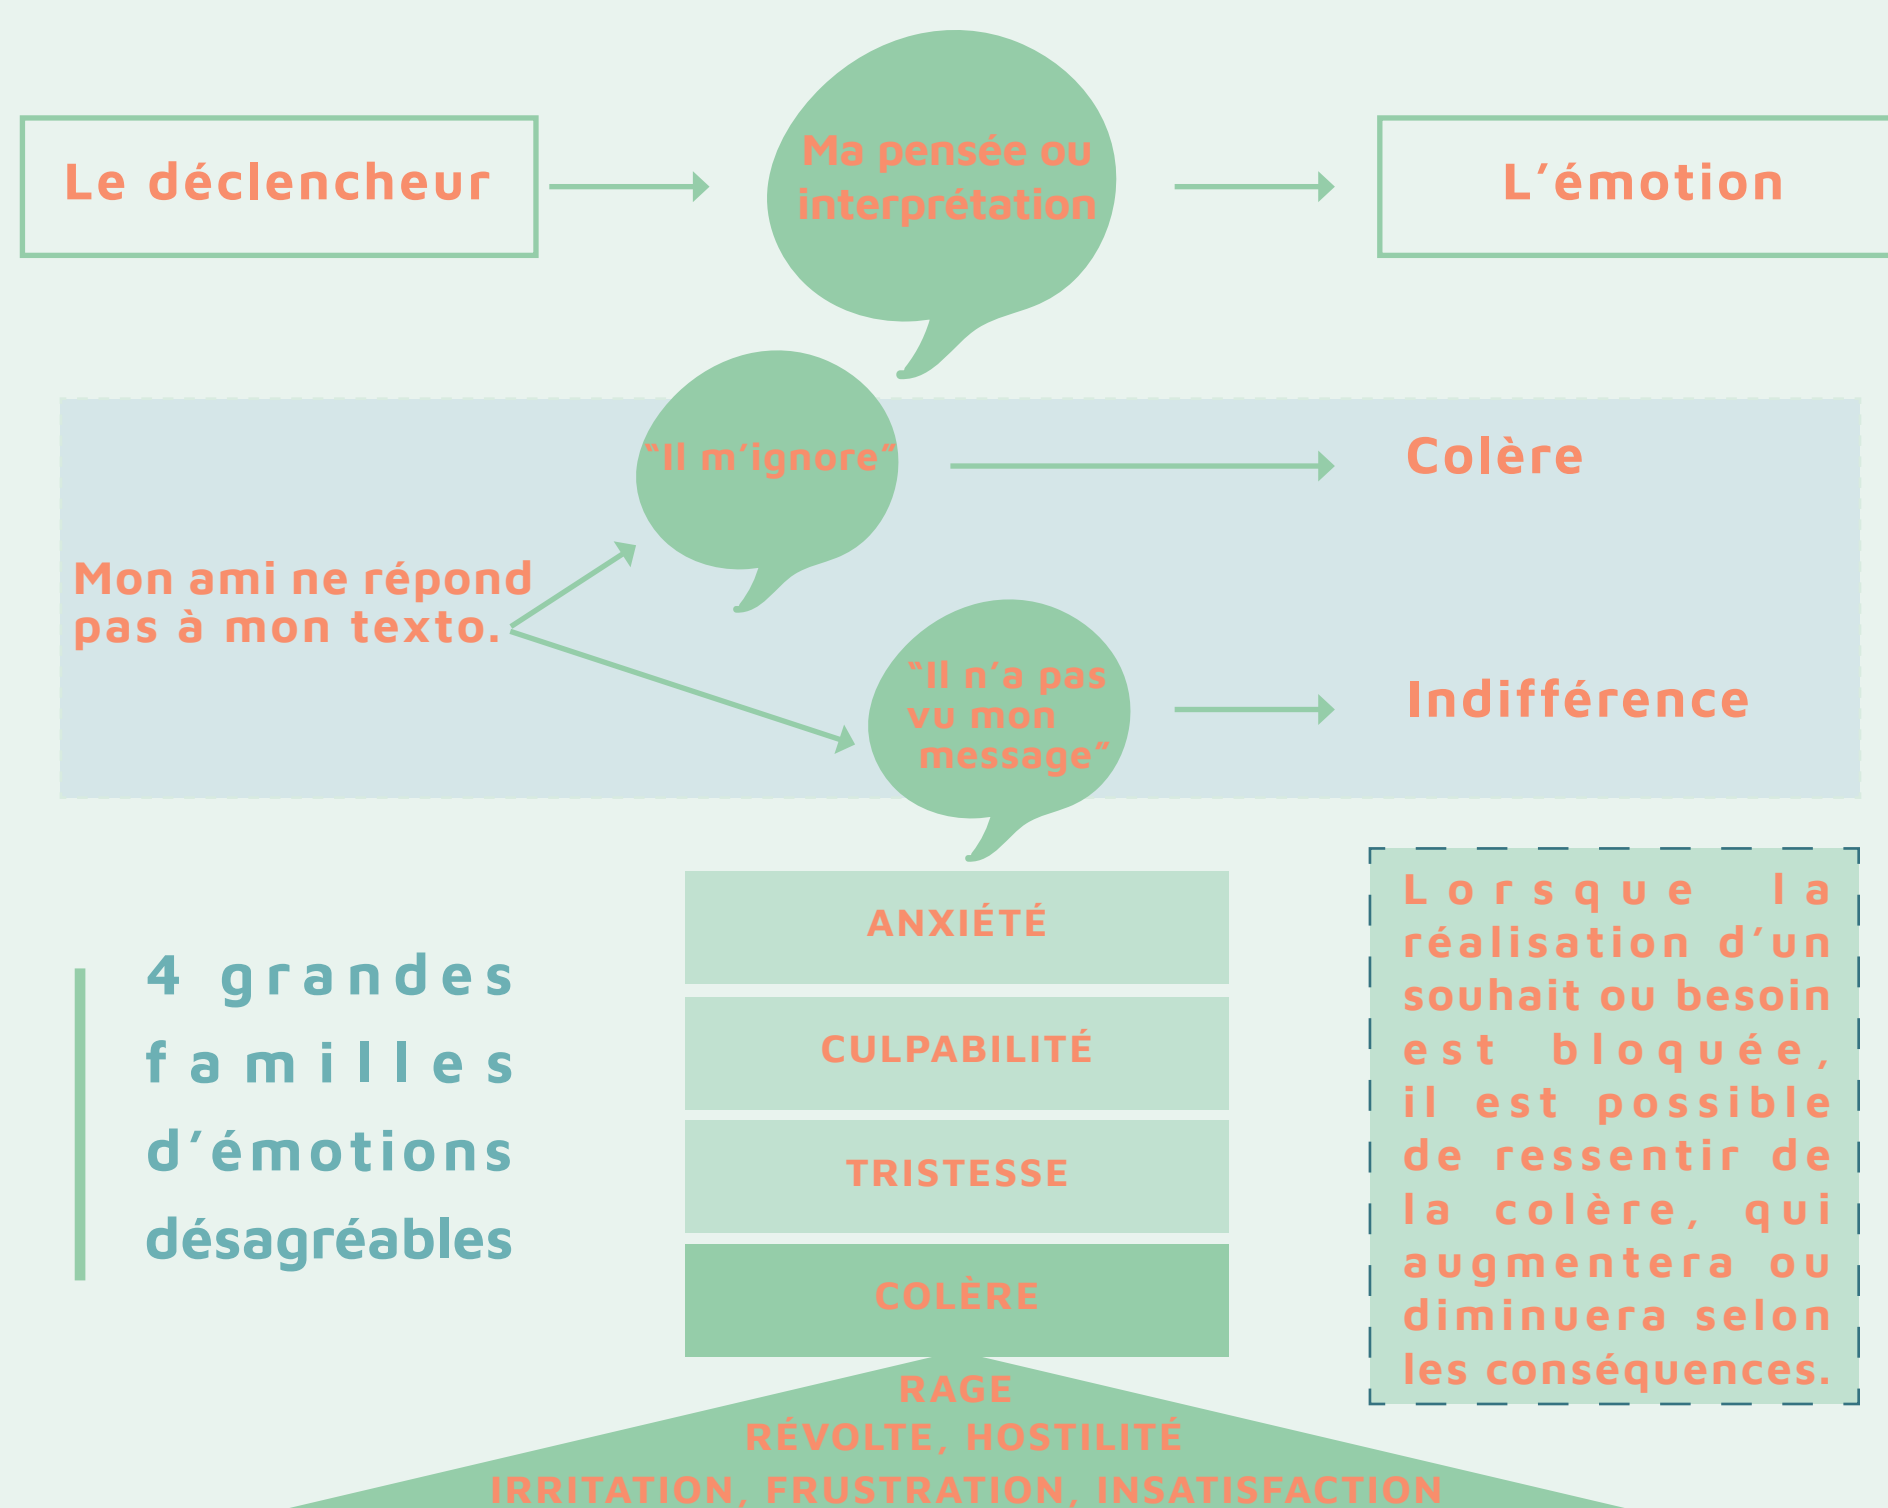 Le déclencheur
Ma pensée ou
interprétation
L’émotion
“Il m’ignore”
Colère
Mon ami ne répond
pas à mon texto.
“Il n’a pas
vu mon
message”
Indifférence
4 grandes
familles
d’émotions
désagréables
ANXIÉTÉ
CULPABILITÉ
TRISTESSE
COLÈRE
RAGE
RÉVOLTE, HOSTILITÉ
IRRITATION, FRUSTRATION, INSATISFACTION
Lorsque la
réalisation d’un
souhait ou besoin
est bloquée,
il est possible
de ressentir de
la colère, qui
augmentera ou
diminuera selon
les conséquences.